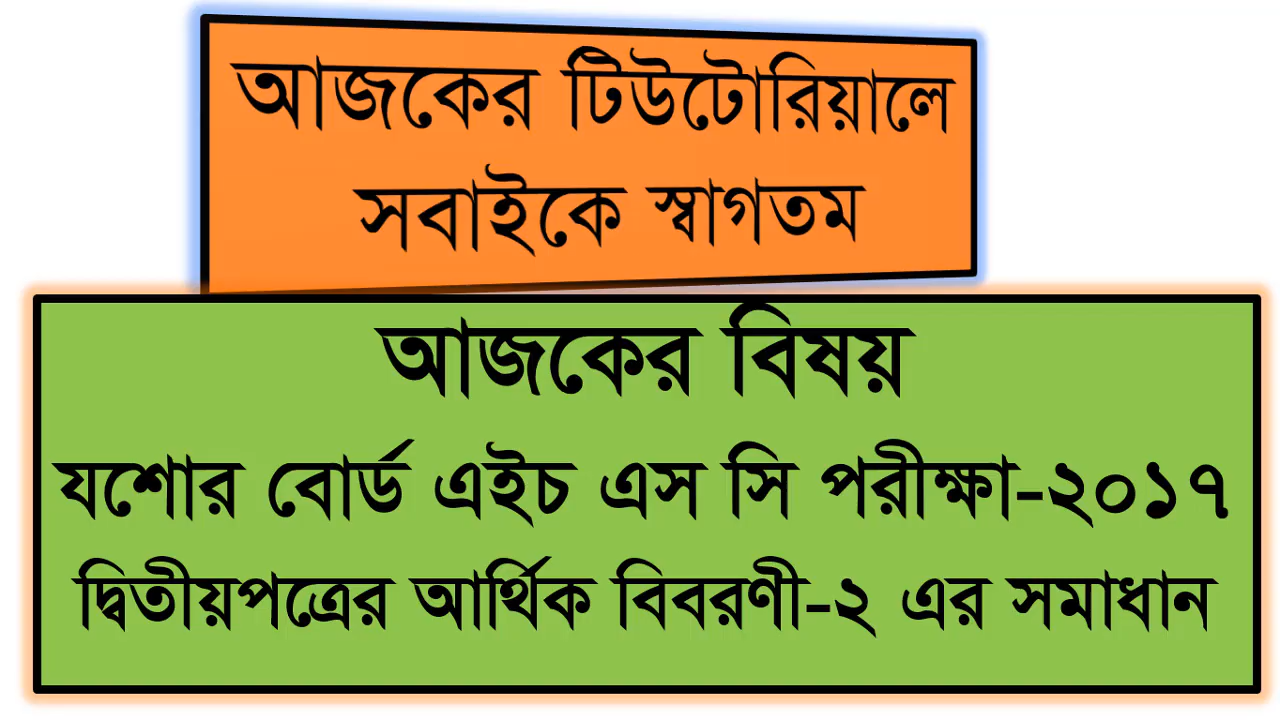 আজকের টিউটোরিয়ালে
সবাইকে স্বাগতম
আজকের বিষয়
যশোর বোর্ড এইচ এস সি পরীক্ষা-২০১৭
দ্বিতীয়পত্রের আর্থিক বিবরণী-২ এর সমাধান